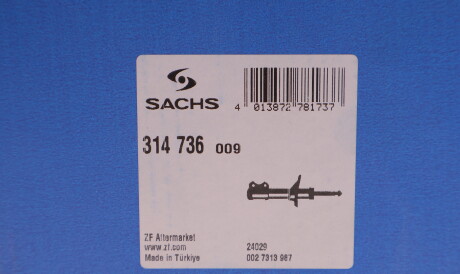 SACHS
4 013872 781737
314 736 009
ZF Aftermarket
www.zf.com
Made in Türkiye
24029
002 7313 987